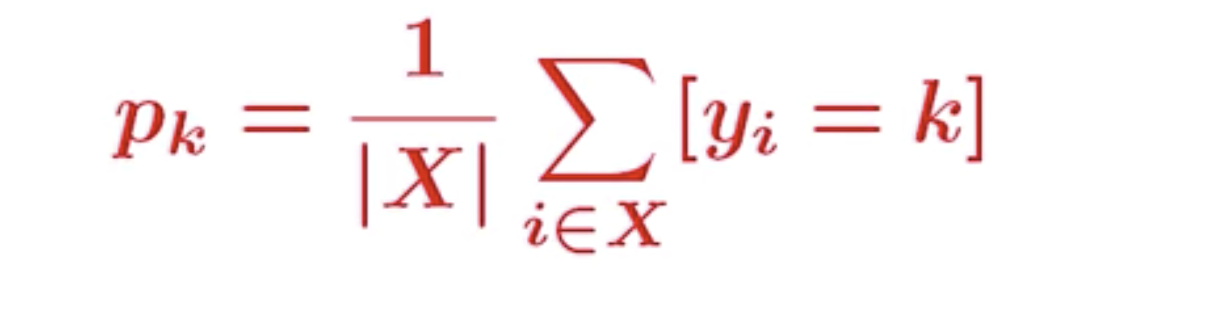 $p_k = \frac{1}{|X|} \sum_{i \in X} [y_i = k]$